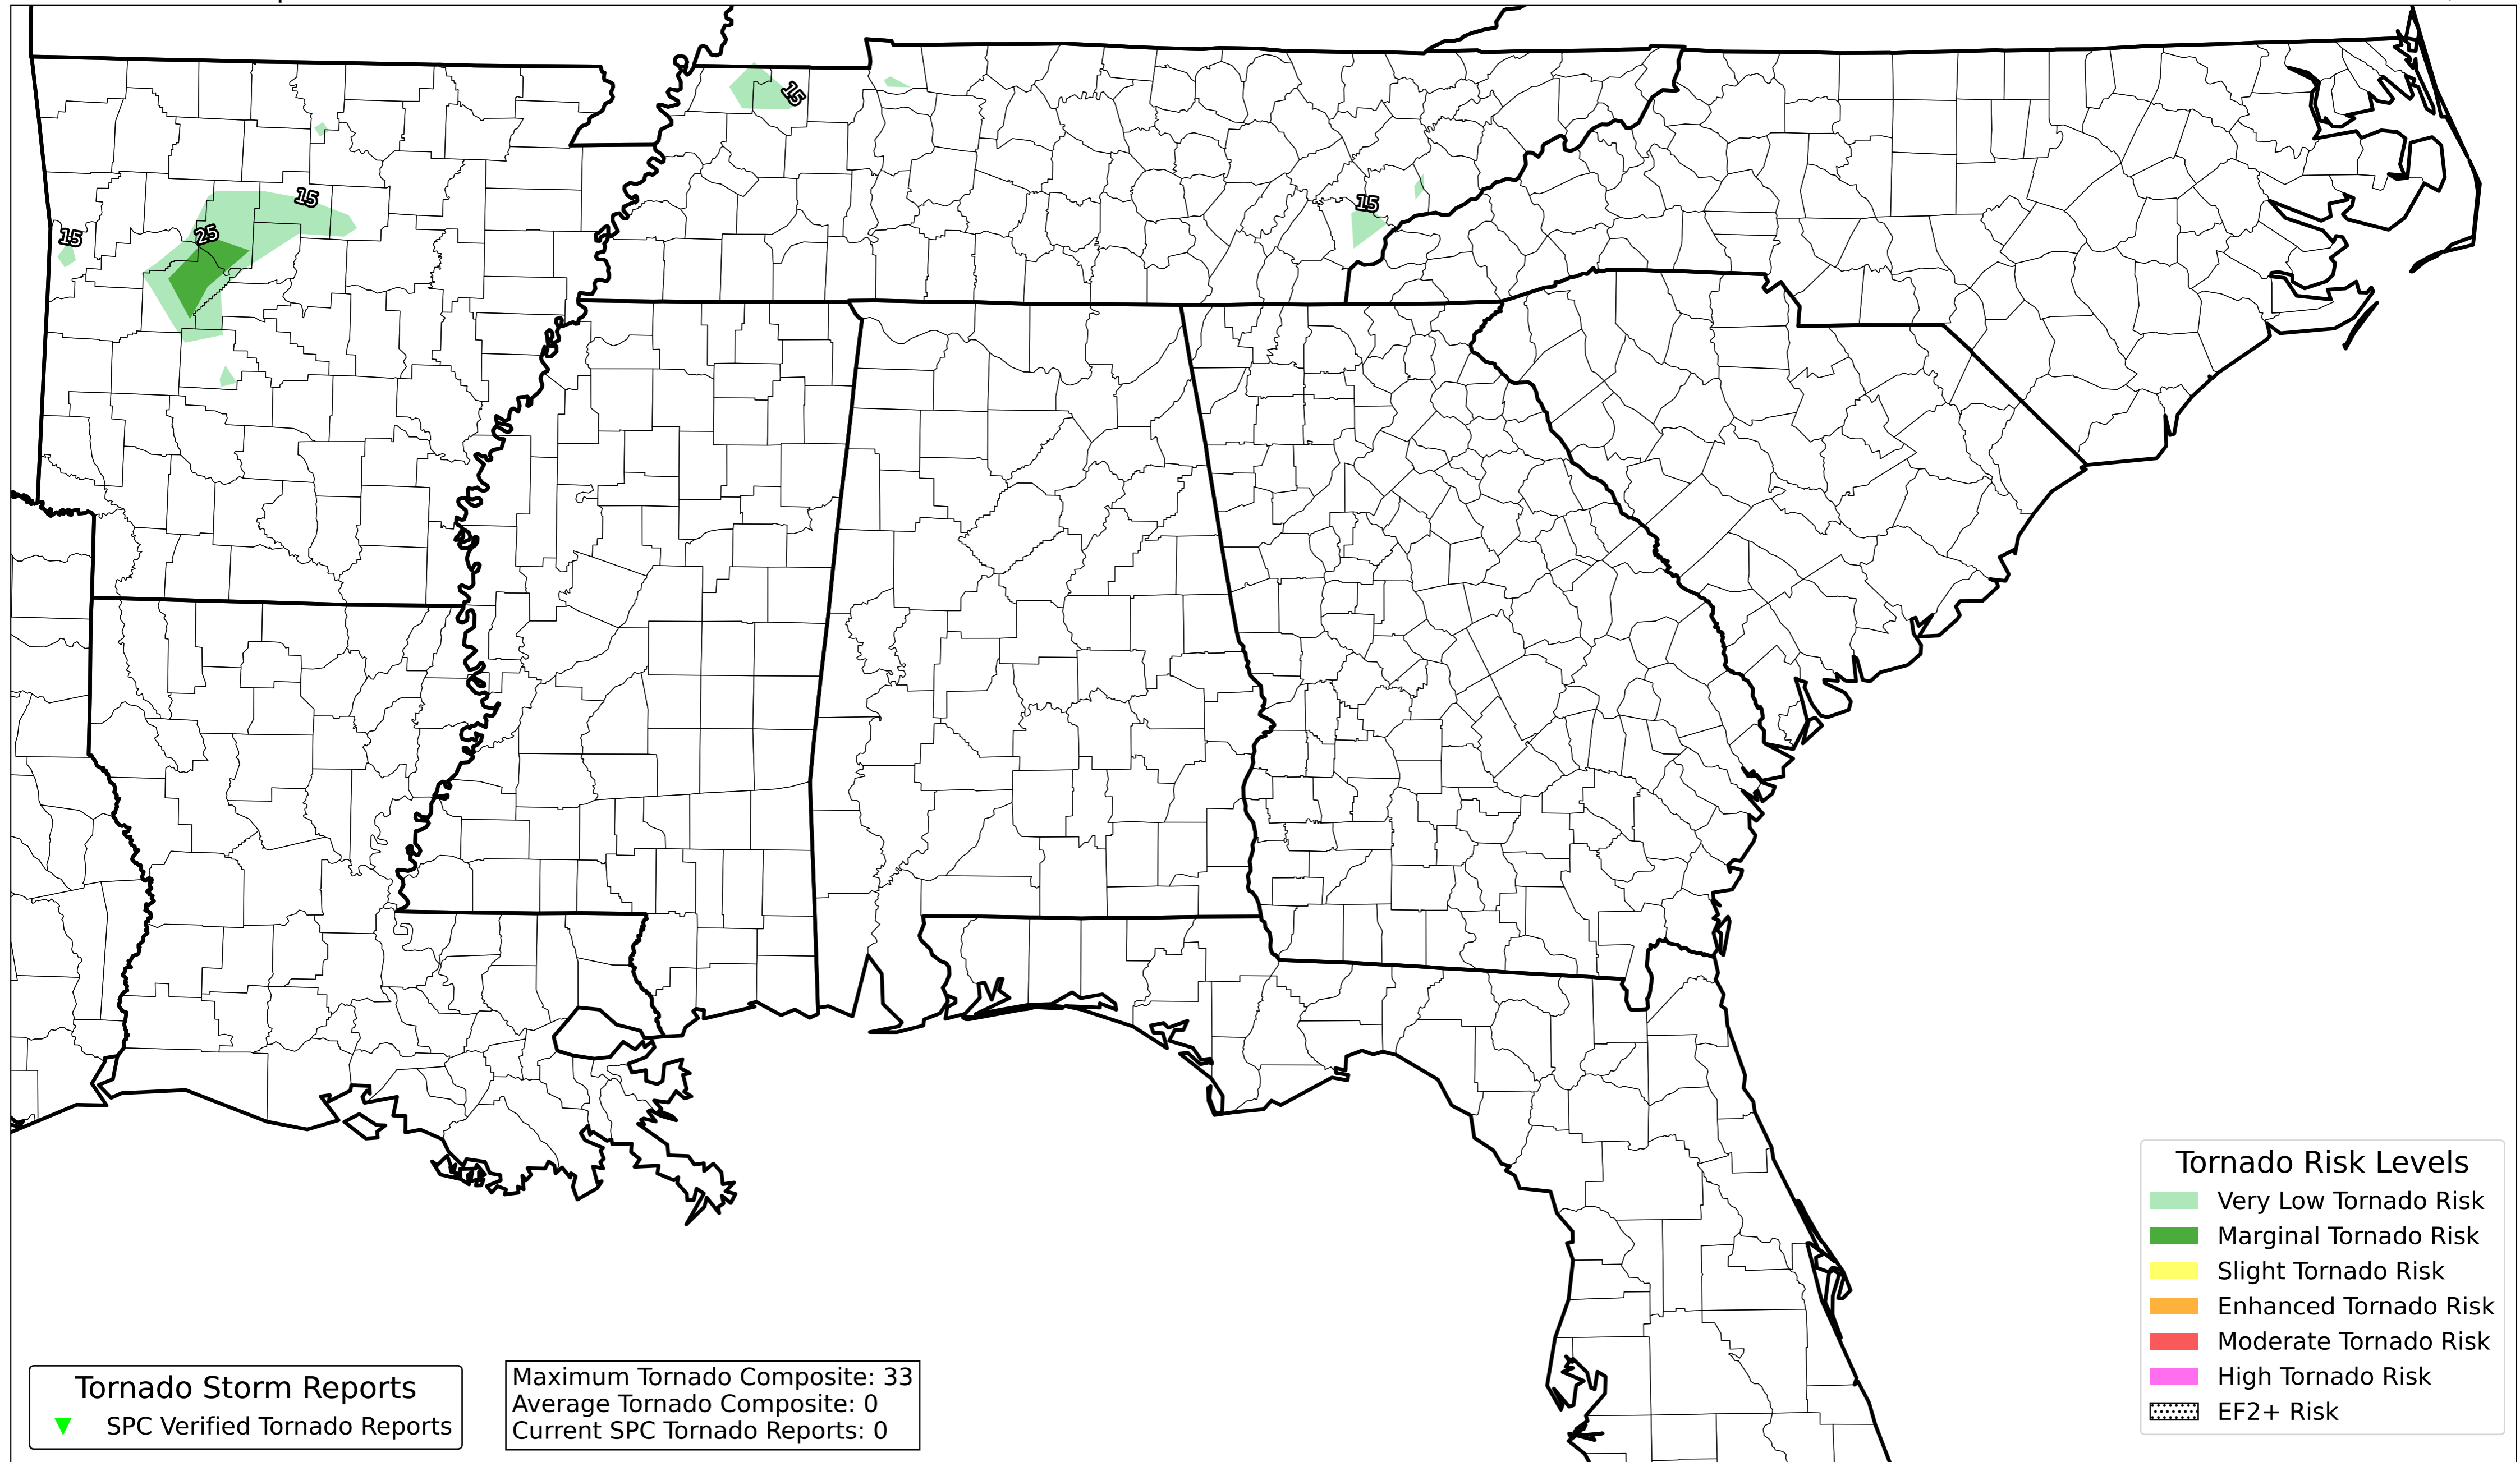 15
15
15
25
15
15
Tornado Risk Levels
Very Low Tornado Risk
Marginal Tornado Risk
Slight Tornado Risk
Enhanced Tornado Risk
Moderate Tornado Risk
High Tornado Risk
EF2+ Risk
Tornado Storm Reports
SPC Verified Tornado Reports
Maximum Tornado Composite: 33
Average Tornado Composite: 0
Current SPC Tornado Reports: 0